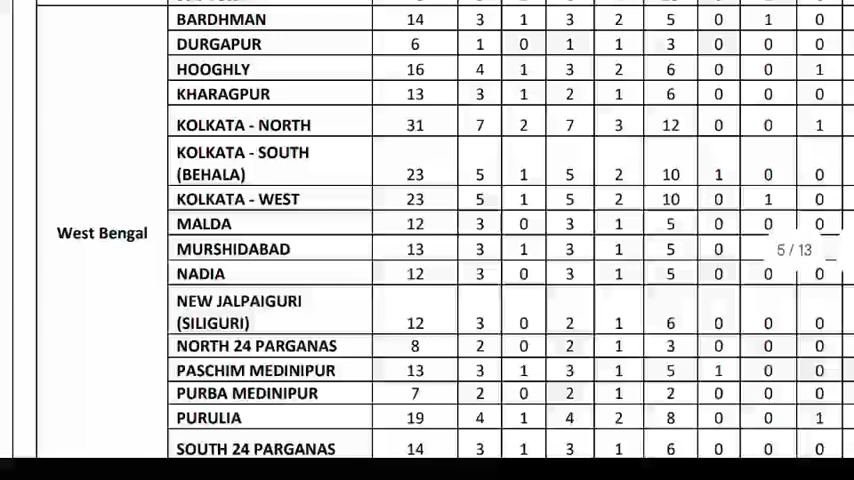 BARDHMAN 14 3 1 3 2 5 0 1 0
DURGAPUR 6 1 0 1 1 3 0 0 0
HOOGHLY 16 4 1 3 2 6 0 0 1
KHARAGPUR 13 3 1 2 1 6 0 0 0
KOLKATA - NORTH 31 7 2 7 3 12 0 0 1
KOLKATA - SOUTH
(BEHALA) 23 5 1 5 2 10 1 0 0
KOLKATA - WEST 23 5 1 5 2 10 0 1 0
MALDA 12 3 0 3 1 5 0 0 0
West Bengal
MURSHIDABAD 13 3 1 3 1 5 0
5 / 13
NADIA 12 3 0 3 1 5 0 0 0
NEW JALPAIGURI
(SILIGURI) 12 3 0 2 1 6 0 0 0
NORTH 24 PARGANAS 8 2 0 2 1 3 0 0 0
PASCHIM MEDINIPUR 13 3 1 3 1 5 1 0 0
PURBA MEDINIPUR 7 2 0 2 1 2 0 0 0
PURULIA 19 4 1 4 2 8 0 0 1
SOUTH 24 PARGANAS 14 3 1 3 1 6 0 0 0